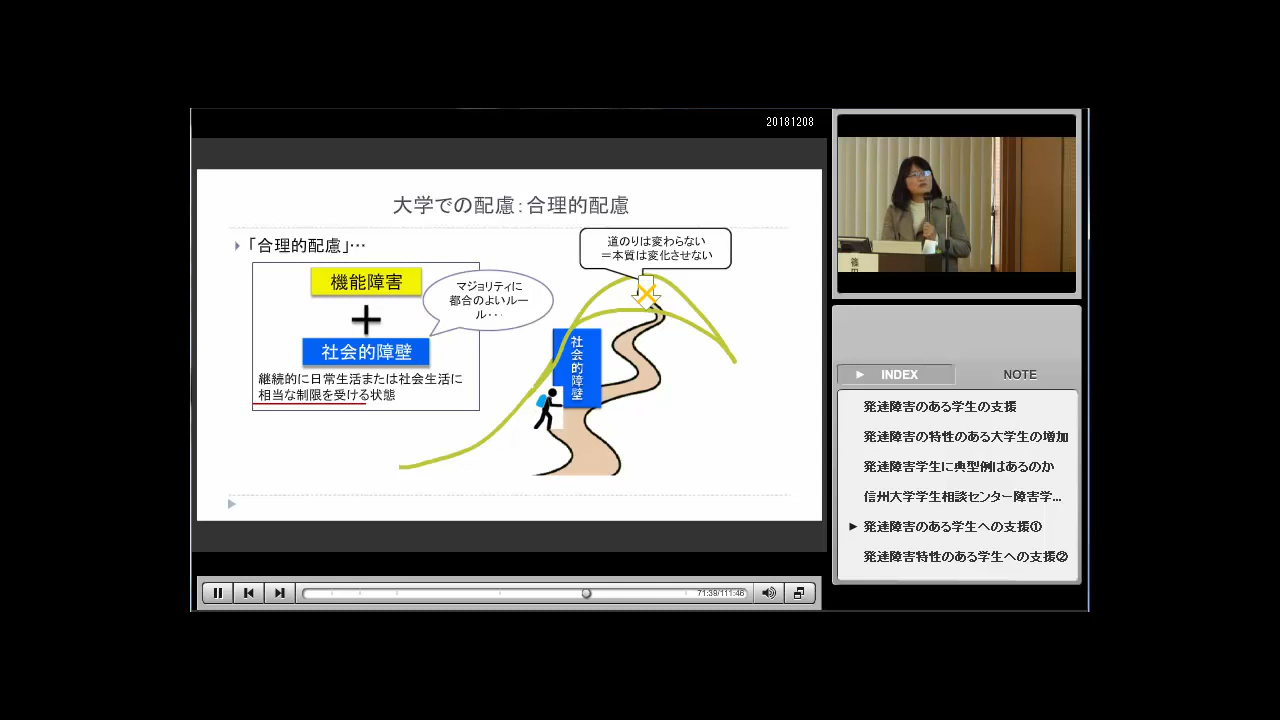 20181208
大学での配慮：合理的配慮
「合理的配慮」…
機能障害
＋
社会的障壁
継続的に日常生活または社会生活に
相当な制限を受ける状態
マジョリティに
都合のよいルー
ル・・・
道のりは変わらない
＝本質は変化させない
社会的障壁
71:39/111:46
INDEX
NOTE
発達障害のある学生の支援
発達障害の特性のある大学生の増加
発達障害学生に典型例はあるのか
信州大学学生相談センター障害学...
発達障害のある学生への支援①
発達障害特性のある学生への支援②